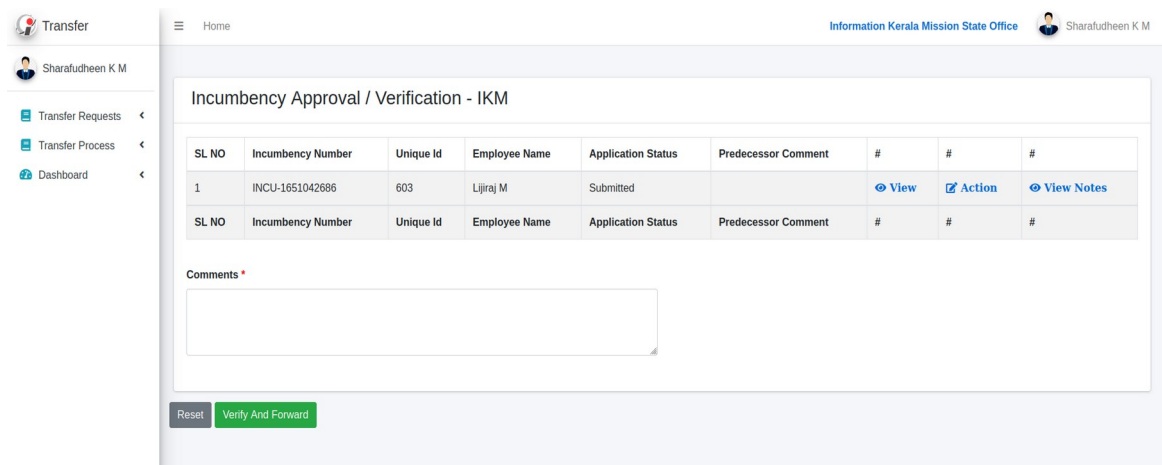 Transfer
Home
Information Kerala Mission State Office
Sharafudheen K M
Sharafudheen K M
Transfer Requests
Transfer Process
Dashboard
Incumbency Approval / Verification - IKM
SL NO Incumbency Number Unique Id Employee Name Application Status Predecessor Comment # # #
1 INCU-1651042686 603 Lijiraj M Submitted View Action View Notes
SL NO Incumbency Number Unique Id Employee Name Application Status Predecessor Comment # # #
Comments *
Reset Verify And Forward